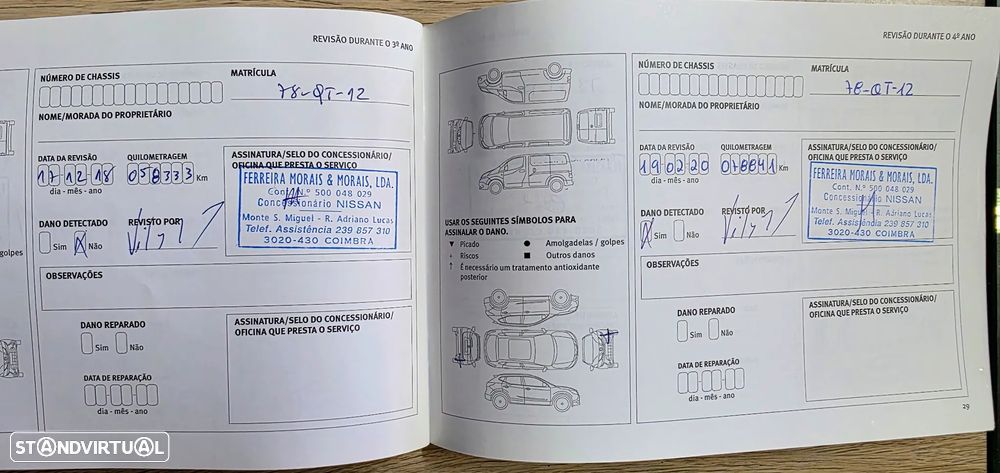 REVISÃO DURANTE O 3º ANO
NÚMERO DE CHASSIS
MATRÍCULA
78-QT-12
NOME/MORADA DO PROPRIETÁRIO
DATA DA REVISÃO
QUILOMETRAGEM
17 12 18
058333 Km
dia - mês - ano
ASSINATURA/SELO DO CONCESSIONÁRIO/
OFICINA QUE PRESTA O SERVIÇO
FERREIRA MORAIS & MORAIS, LDA.
Cont. N.º 500 048 029
Concessionário NISSAN
Monte S. Miguel - R. Adriano Lucas
Telef. Assistência 239 857 310
3020-430 COIMBRA
DANO DETECTADO
REVISTO POR
Sim
Não
OBSERVAÇÕES
DANO REPARADO
Sim
Não
ASSINATURA/SELO DO CONCESSIONÁRIO/
OFICINA QUE PRESTA O SERVIÇO
DATA DE REPARAÇÃO
dia - mês - ano
golpes
USAR OS SEGUINTES SÍMBOLOS PARA
ASSINALAR O DANO.
▼ Picado
● Amolgadelas / golpes
+ Riscos
■ Outros danos
↑ É necessário um tratamento antioxidante
posterior
REVISÃO DURANTE O 4º ANO
NÚMERO DE CHASSIS
MATRÍCULA
78-QT-12
NOME/MORADA DO PROPRIETÁRIO
DATA DA REVISÃO
QUILOMETRAGEM
19 02 20
078841 Km
dia - mês - ano
ASSINATURA/SELO DO CONCESSIONÁRIO/
OFICINA QUE PRESTA O SERVIÇO
FERREIRA MORAIS & MORAIS, LDA.
Cont. N.º 500 048 029
Concessionário NISSAN
Monte S. Miguel - R. Adriano Lucas
Telef. Assistência 239 857 310
3020-430 COIMBRA
DANO DETECTADO
REVISTO POR
Sim
Não
OBSERVAÇÕES
DANO REPARADO
Sim
Não
ASSINATURA/SELO DO CONCESSIONÁRIO/
OFICINA QUE PRESTA O SERVIÇO
DATA DA REPARAÇÃO
dia - mês - ano
29
STANDVIRTUAL